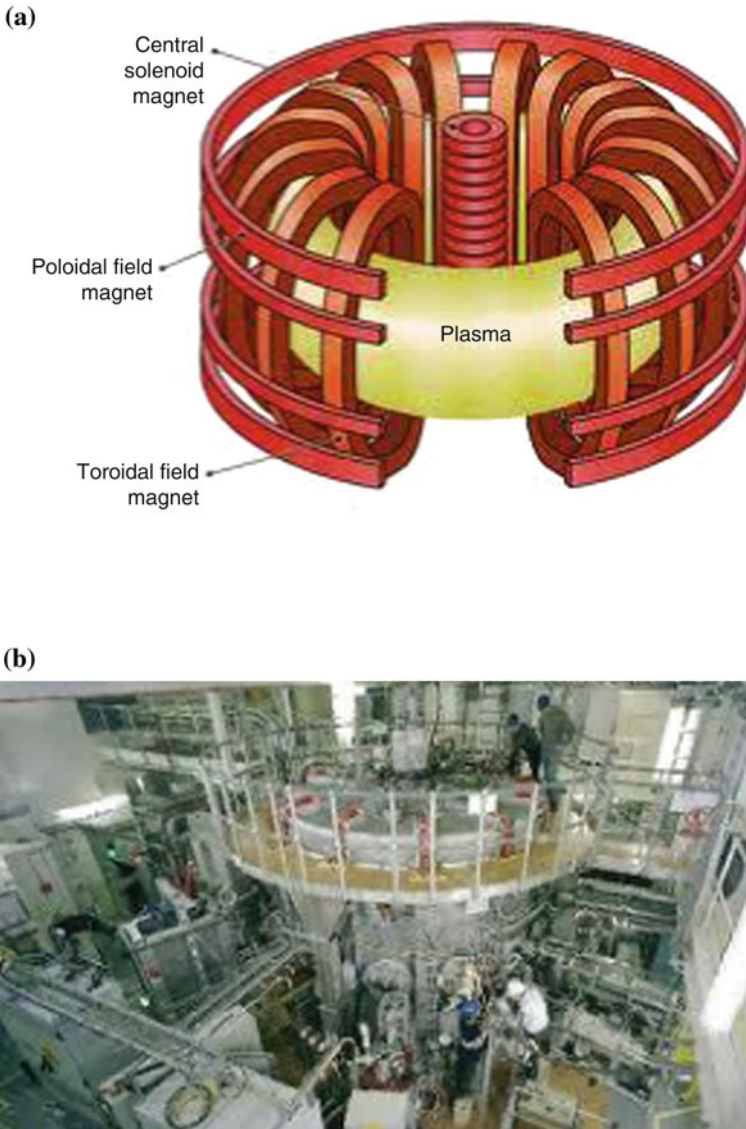 (a)
Central
solenoid
magnet
Poloidal field
magnet
Plasma
Toroidal field
magnet
(b)